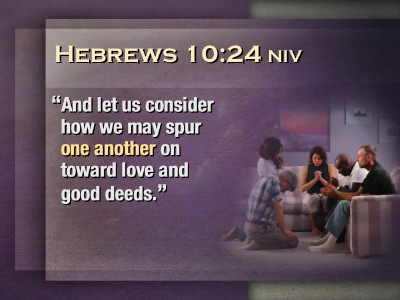 HEBREWS 10:24 NIV
“And let us consider
how we may spur
one another on
toward love and
good deeds.”